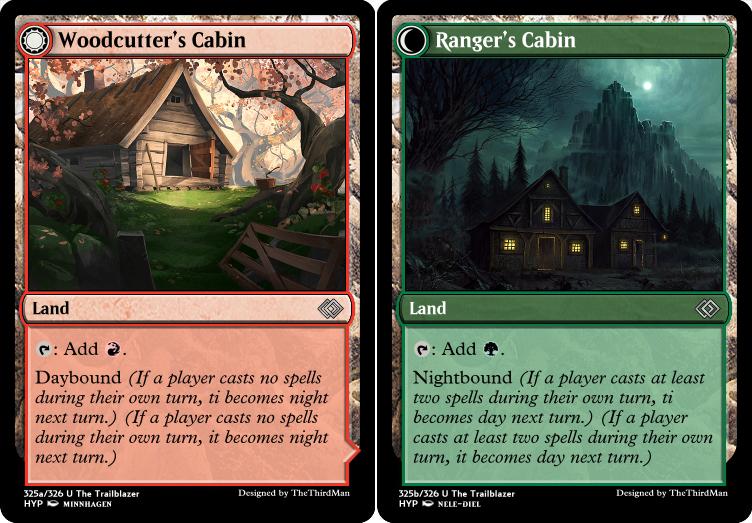 Woodcutter's Cabin
Land
: Add .
Daybound (If a player casts no spells
during their own turn, ti becomes night
next turn.) (If a player casts no spells
during their own turn, it becomes night
next turn.)
325a/326 U The Trailblazer
HYP MINNHAGEN
Designed by TheThirdMan
Ranger's Cabin
Land
: Add .
Nightbound (If a player casts at least
two spells during their own turn, ti
becomes day next turn.) (If a player
casts at least two spells during their own
turn, it becomes day next turn.)
325b/326 U The Trailblazer
HYP NELE-DIEL
Designed by TheThirdMan